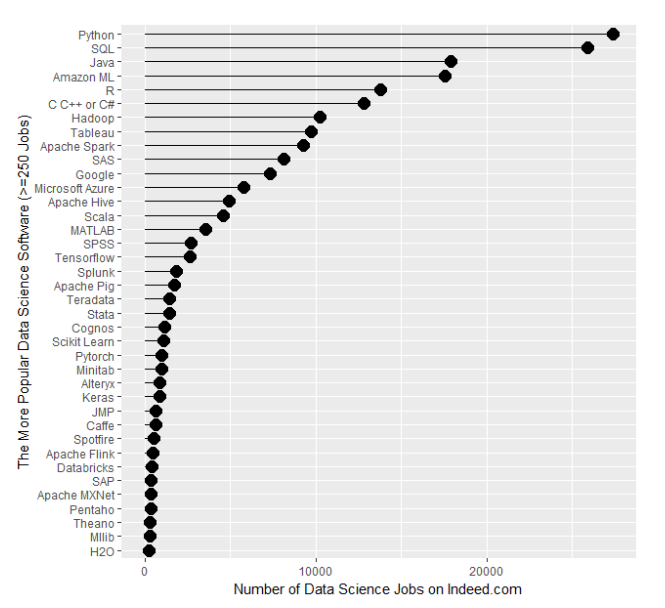 The More Popular Data Science Software (>=250 Jobs)
Python
SQL
Java
Amazon ML
R
C C++ or C#
Hadoop
Tableau
Apache Spark
SAS
Google
Microsoft Azure
Apache Hive
Scala
MATLAB
SPSS
Tensorflow
Splunk
Apache Pig
Teradata
Stata
Cognos
Scikit Learn
Pytorch
Minitab
Alteryx
Keras
JMP
Caffe
Spotfire
Apache Flink
Databricks
SAP
Apache MXNet
Pentaho
Theano
Mllib
H2O
0 10000 20000
Number of Data Science Jobs on Indeed.com